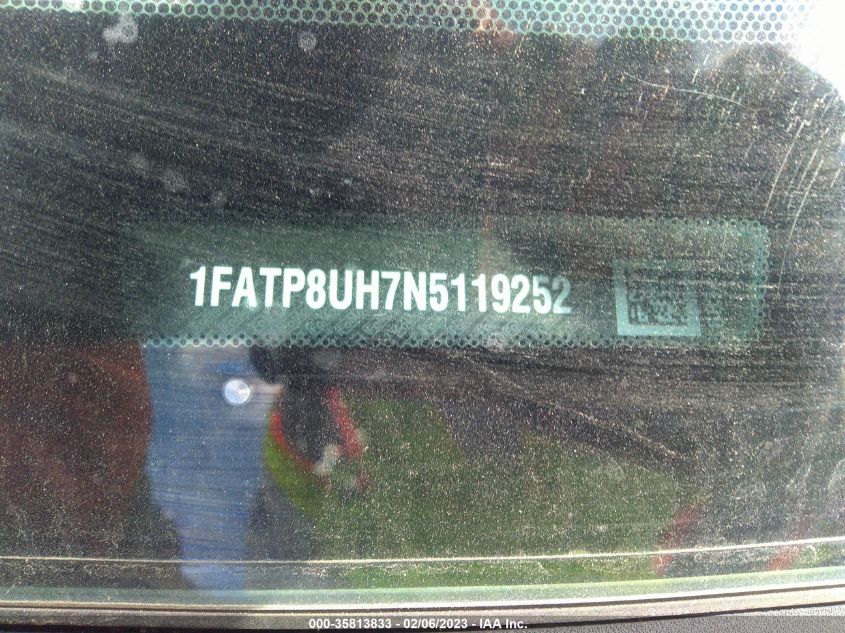 1FATP8UH7N5119252
000-35813833 - 02/06/2023 - IAA Inc.